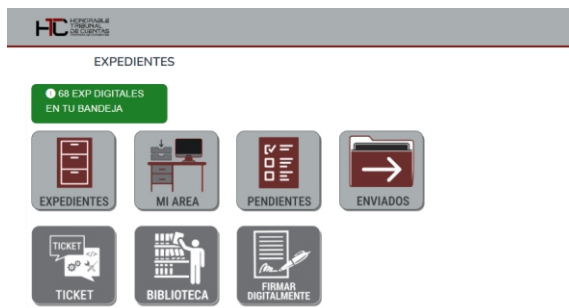 HTC
HONORABLE
TRIBUNAL
DE CUENTAS
EXPEDIENTES
68 EXP DIGITALES
EN TU BANDEJA
EXPEDIENTES
MI AREA
PENDIENTES
ENVIADOS
TICKET
</>
TICKET
BIBLIOTECA
FIRMAR
DIGITALMENTE